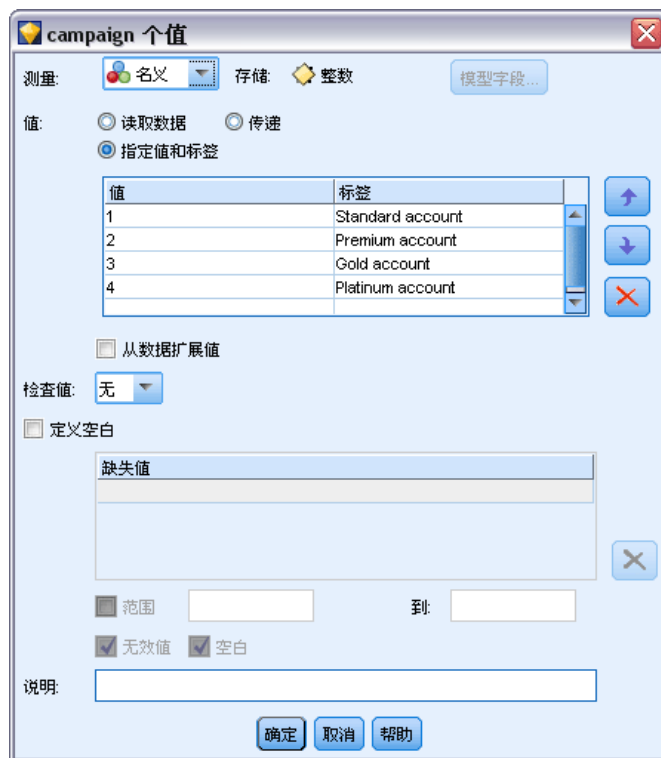 campaign 个值
测量: 名义 存储: 整数 模型字段...
值: 读取数据 传递
指定值和标签
值 标签
1 Standard account
2 Premium account
3 Gold account
4 Platinum account
从数据扩展值
检查值: 无
定义空白
缺失值
范围 到:
无效值 空白
说明:
确定 取消 帮助